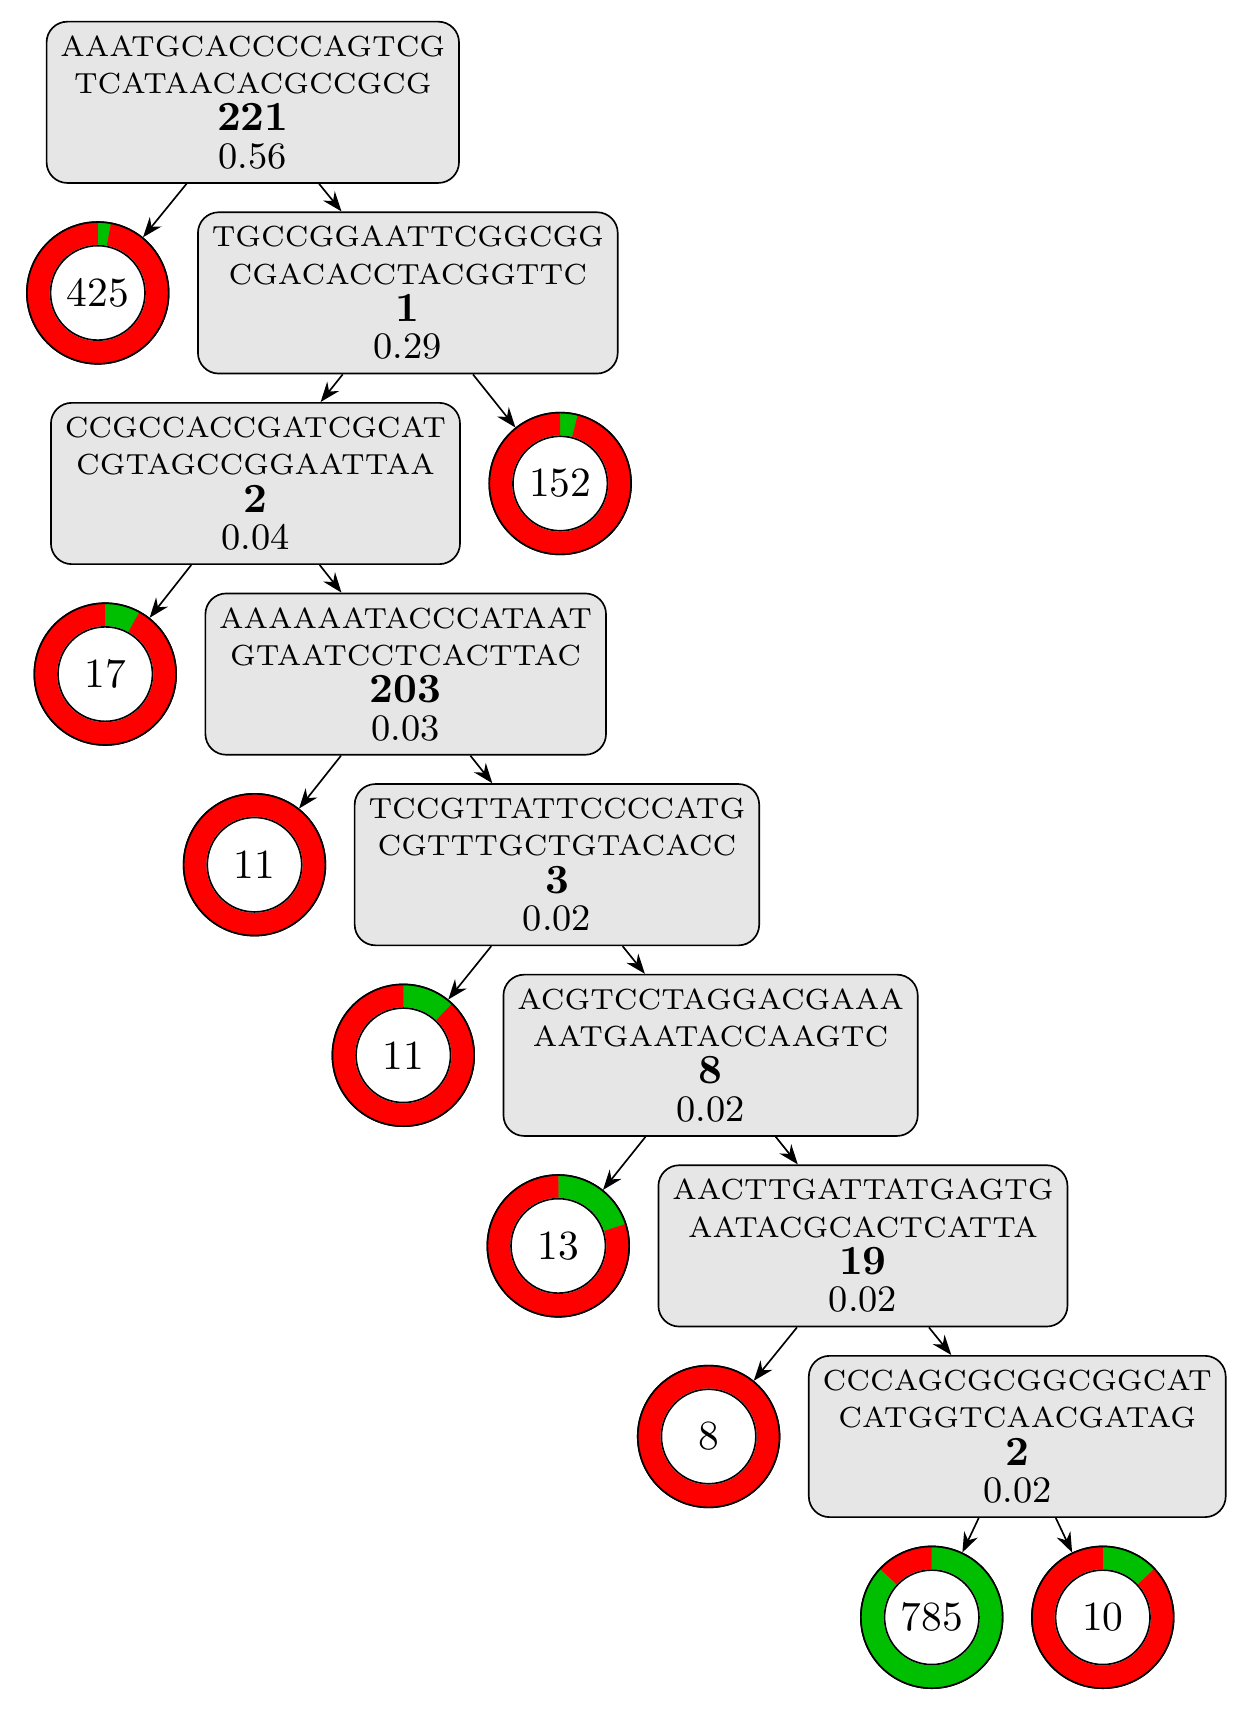 AAATGCACCCCAGTCG
TCATAACACGCCGCG
221
0.56
425
TGCCGGAATTCGGCGG
CGACACCTACGGTTC
1
0.29
CCGCCACCGATCGCAT
CGTAGCCGGAATTAA
2
0.04
152
17
AAAAAATACCCATAAT
GTAATCCTCACTTAC
203
0.03
11
TCCGTTATTCCCCATG
CGTTTGCTGTACACC
3
0.02
11
ACGTCCTAGGACGAAA
AATGAATACCAAGTC
8
0.02
13
AACTTGATTATGAGTG
AATACGCACTCATTA
19
0.02
8
CCCAGCGCGGCGGCAT
CATGGTCAACGATAG
2
0.02
785
10